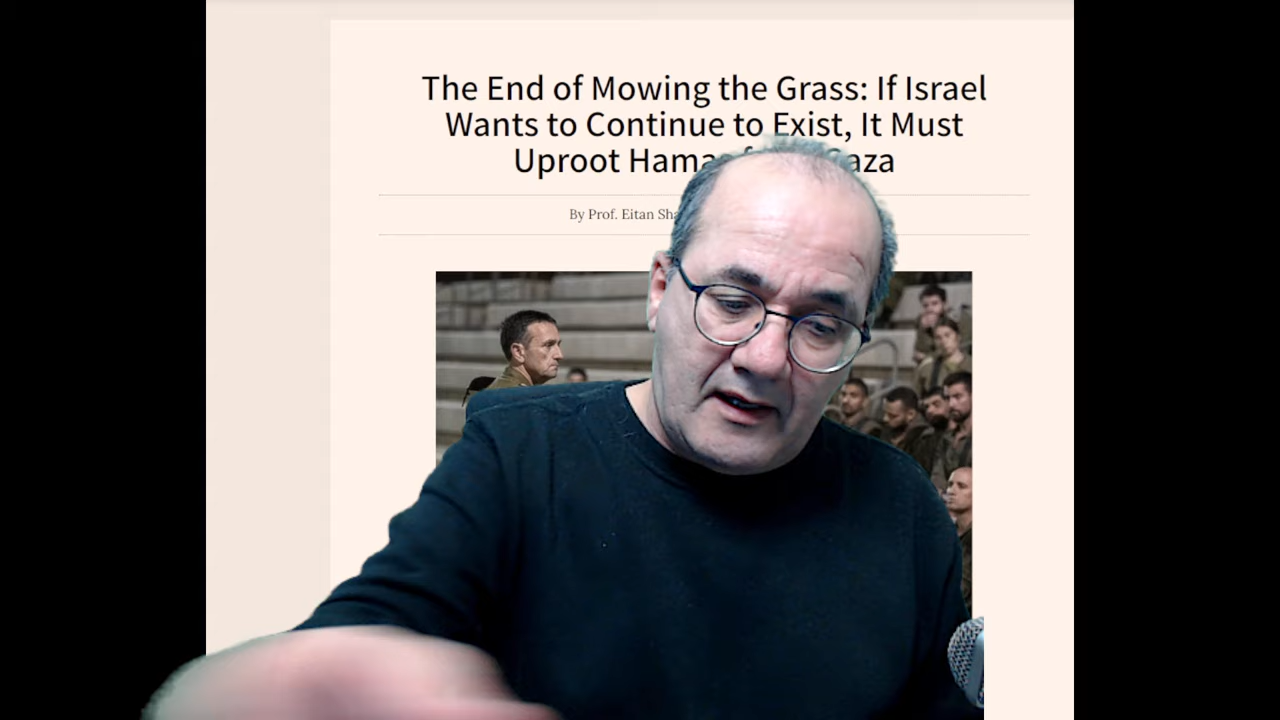 The End of Mowing the Grass: If Israel
Wants to Continue to Exist, It Must
Uproot
By Prof. Eitan